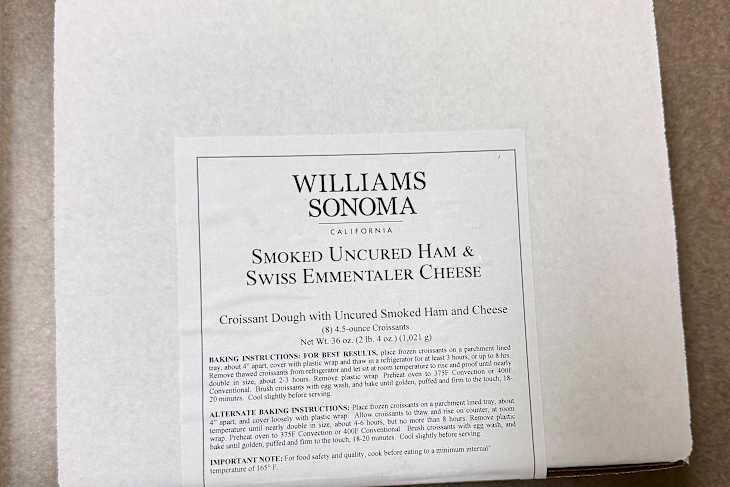 WILLIAMS
SONOMA
CALIFORNIA
SMOKED UNCURED HAM &
SWISS EMMENTALER CHEESE
Croissant Dough with Uncured Smoked Ham and Cheese
(8) 4.5-ounce Croissants
Net Wt. 36 oz. (2 lb. 4 oz.) (1,021 g)
BAKING INSTRUCTIONS: FOR BEST RESULTS, place frozen croissants on a parchment lined
tray, about 4" apart, cover with plastic wrap and thaw in a refrigerator for at least 3 hours, or up to 8 hrs.
Remove thawed croissants from refrigerator and let sit at room temperature to rise and proof until nearly
double in size, about 2-3 hours. Remove plastic wrap. Preheat oven to 375F Convection or 400F
Conventional. Brush croissants with egg wash, and bake until golden, puffed and firm to the touch, 18-
20 minutes. Cool slightly before serving.
ALTERNATE BAKING INSTRUCTIONS: Place frozen croissants on a parchment lined tray, about
4" apart, and cover loosely with plastic wrap. Allow croissants to thaw and rise on counter, at room
temperature until nearly double in size, about 4-6 hours, but no more than 8 hours. Remove plastic
wrap. Preheat oven to 375F Convection or 400F Conventional. Brush croissants with egg wash, and
bake until golden, puffed and firm to the touch, 18-20 minutes. Cool slightly before serving.
IMPORTANT NOTE: For food safety and quality, cook before eating to a minimum internal
temperature of 165° F.